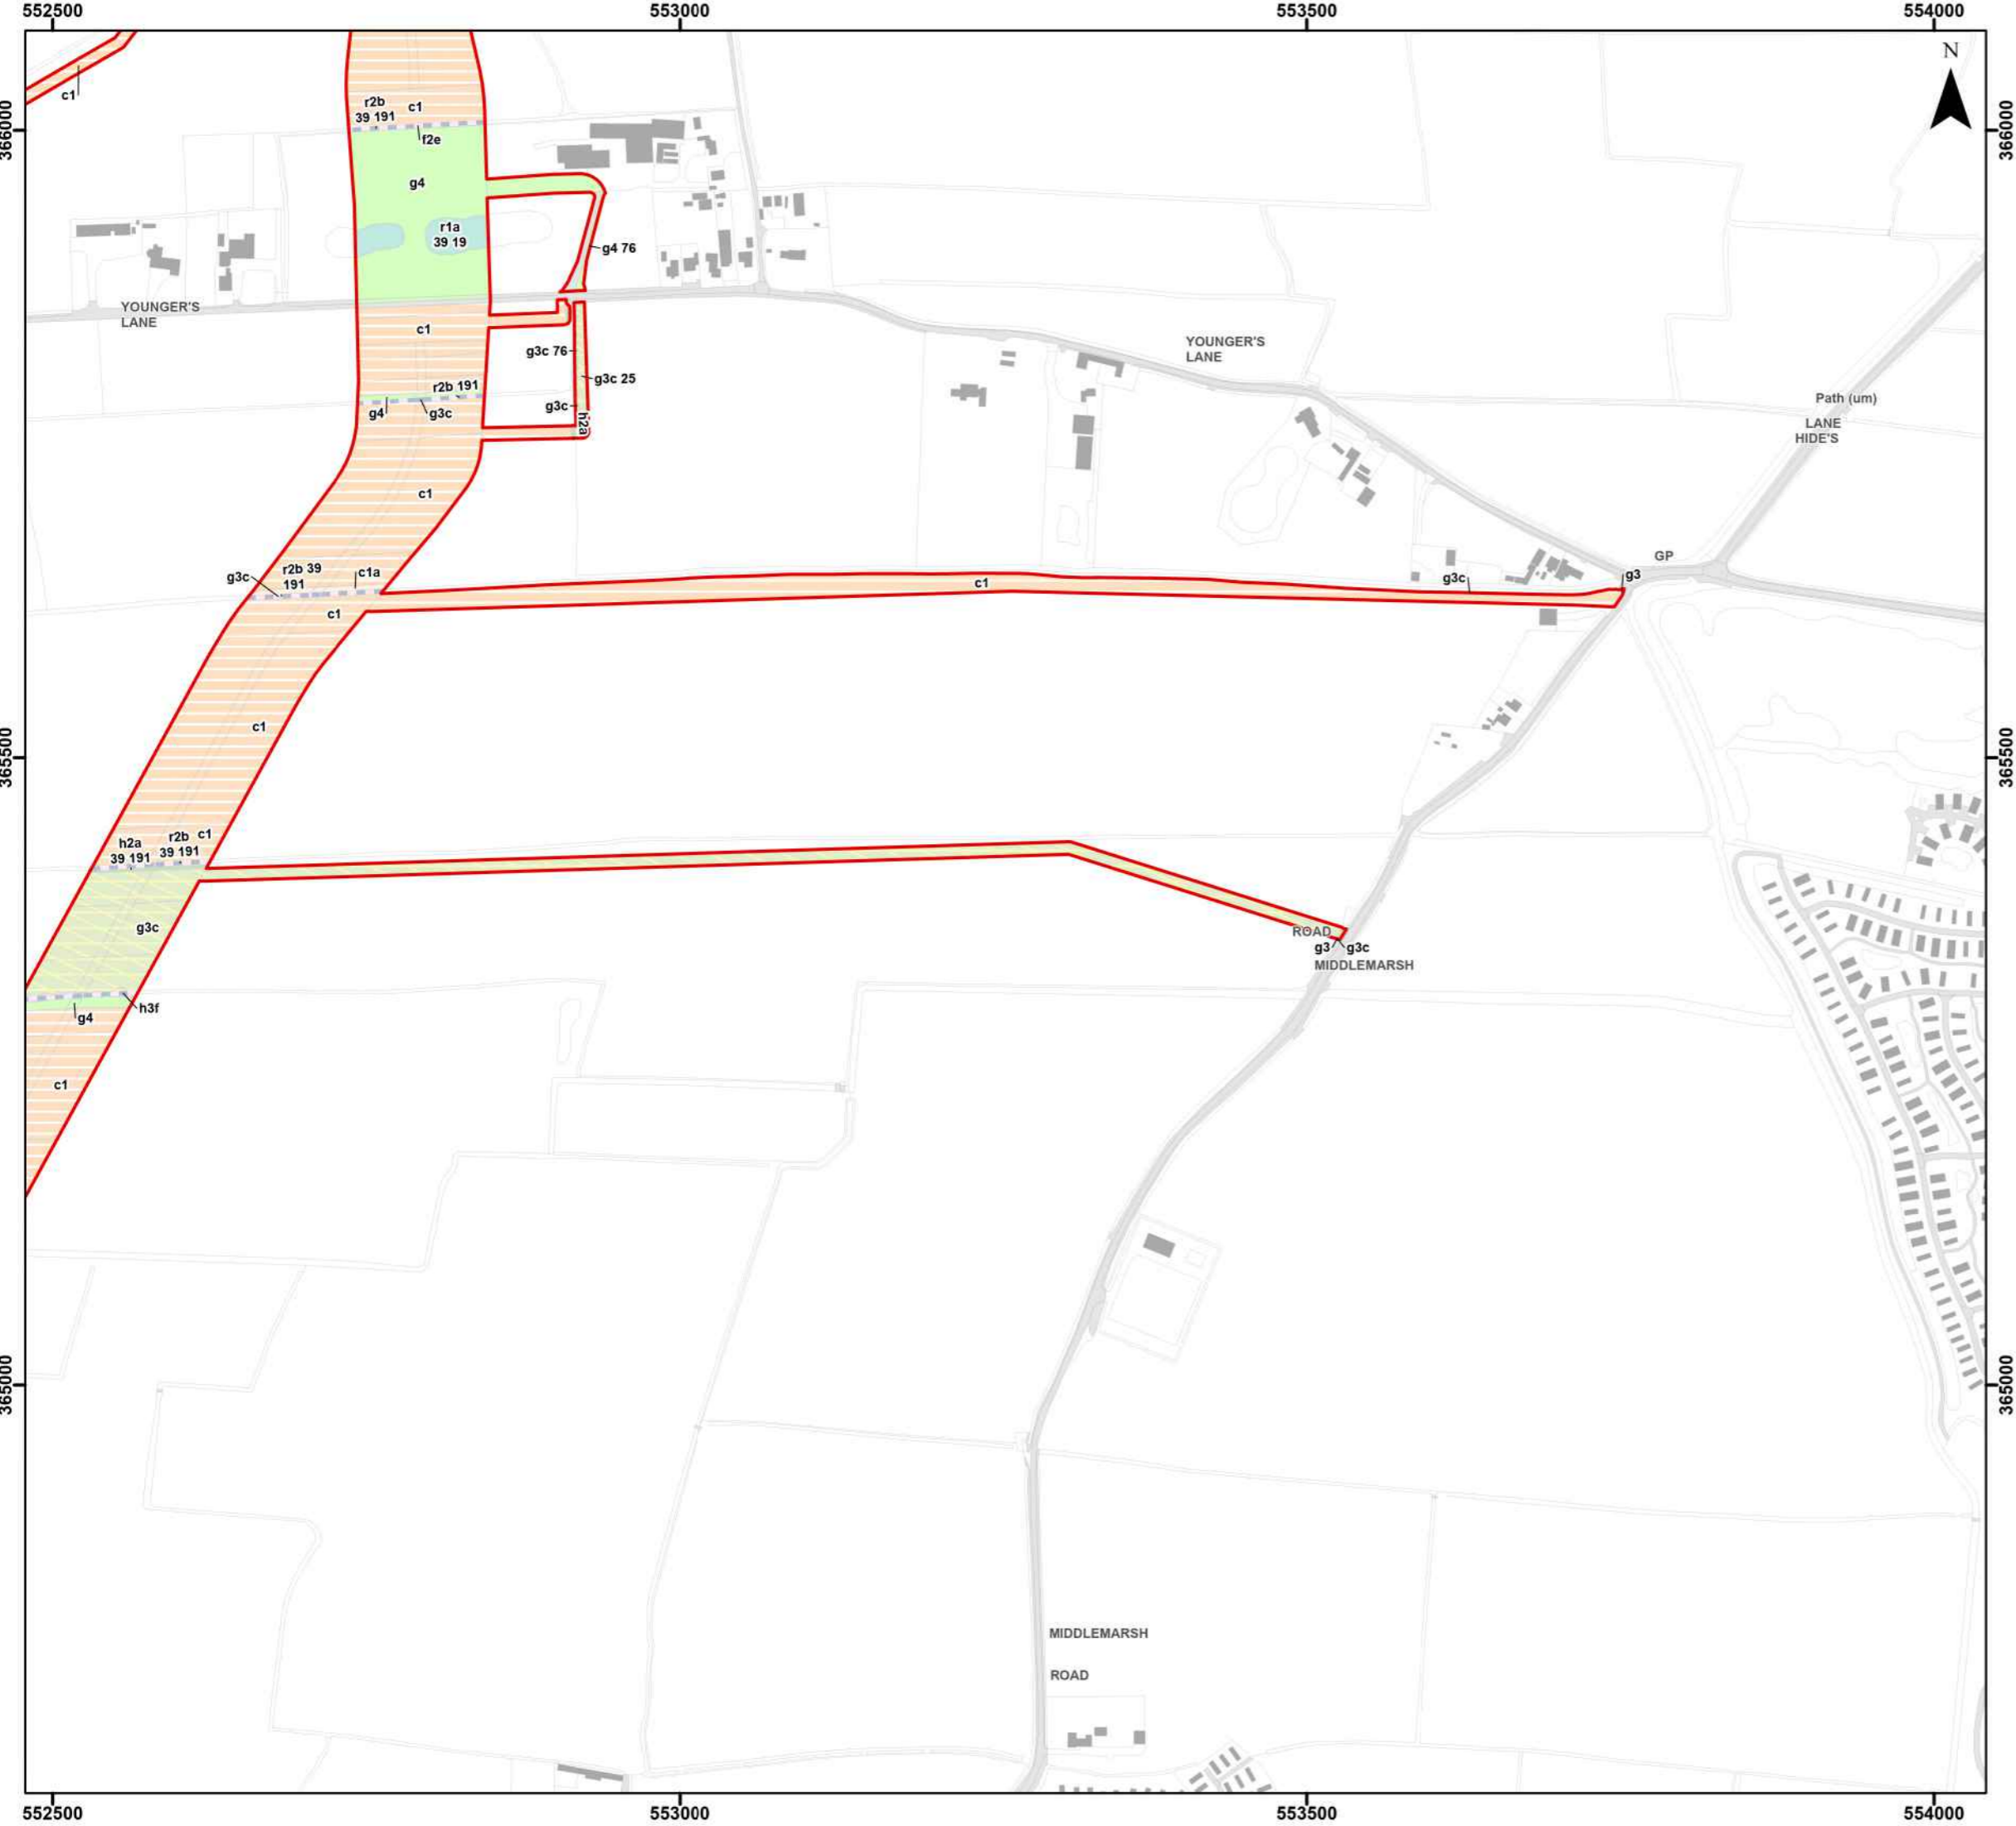 552500
553000
553500
554000
N
c1
366000
366000
r2b
39 191
c1
f2e
g4
r1a
39 19
g4 76
YOUNGER'S
LANE
c1
YOUNGER'S
LANE
g3c 76
g3c 25
r2b 191
g4
g3c
g3c
h2a
Path (um)
LANE
HIDE'S
c1
GP
g3c
r2b 39
191
c1a
c1
g3c
g3
c1
c1
365500
365500
h2a
39 191
r2b
39 191
c1
g3c
ROAD
g3
g3c
MIDDLEMARSH
h3f
g4
c1
365000
365000
MIDDLEMARSH
ROAD
552500
553000
553500
554000